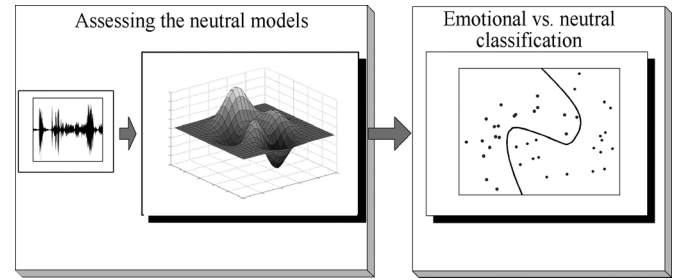 Assessing the neutral models
Emotional vs. neutral
classification